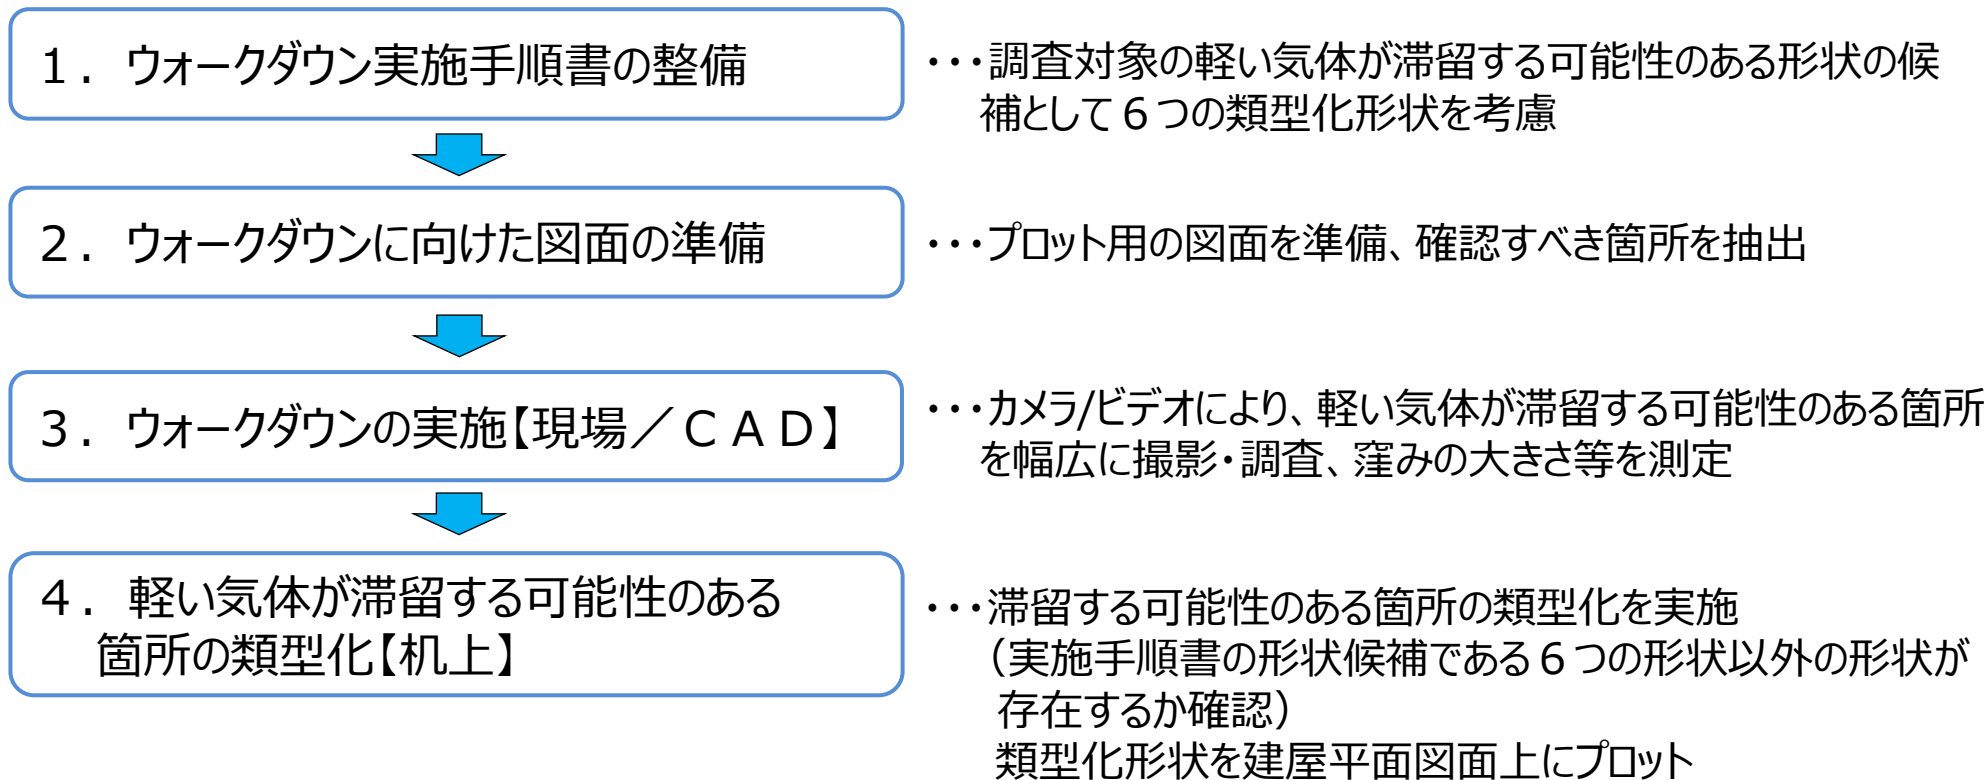 １．ウォークダウン実施手順書の整備
・・・調査対象の軽い気体が滞留する可能性のある形状の候
補として６つの類型化形状を考慮
２．ウォークダウンに向けた図面の準備
・・・プロット用の図面を準備、確認すべき箇所を抽出
３．ウォークダウンの実施【現場／ＣＡＤ】
・・・カメラ/ビデオにより、軽い気体が滞留する可能性のある箇所
を幅広に撮影・調査、窪みの大きさ等を測定
４．軽い気体が滞留する可能性のある
箇所の類型化【机上】
・・・滞留する可能性のある箇所の類型化を実施
（実施手順書の形状候補である６つの形状以外の形状が
存在するか確認）
類型化形状を建屋平面図面上にプロット